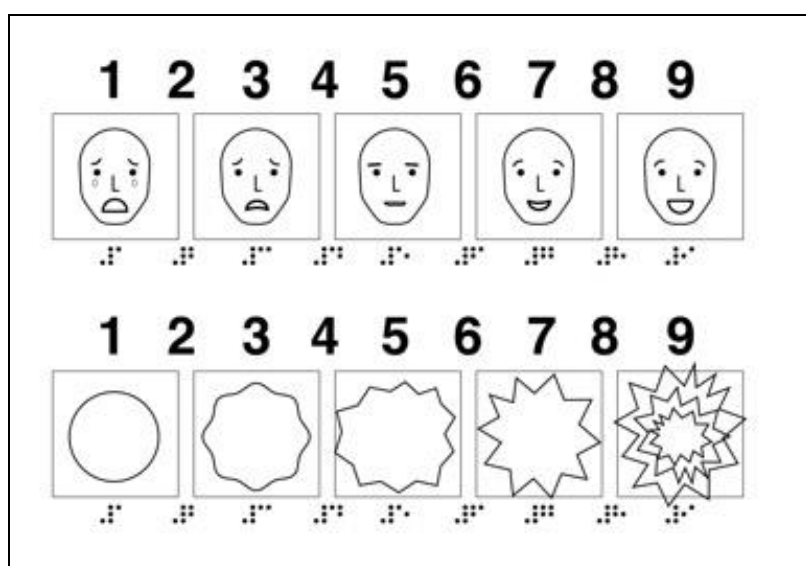 1 2 3 4 5 6 7 8 9
⠼⠁ ⠼⠃ ⠼⠉ ⠼⠙ ⠼⠑ ⠼⠋ ⠼⠛ ⠼⠓ ⠼⠊
1 2 3 4 5 6 7 8 9
⠼⠁ ⠼⠃ ⠼⠉ ⠼⠙ ⠼⠑ ⠼⠋ ⠼⠛ ⠼⠓ ⠼⠊